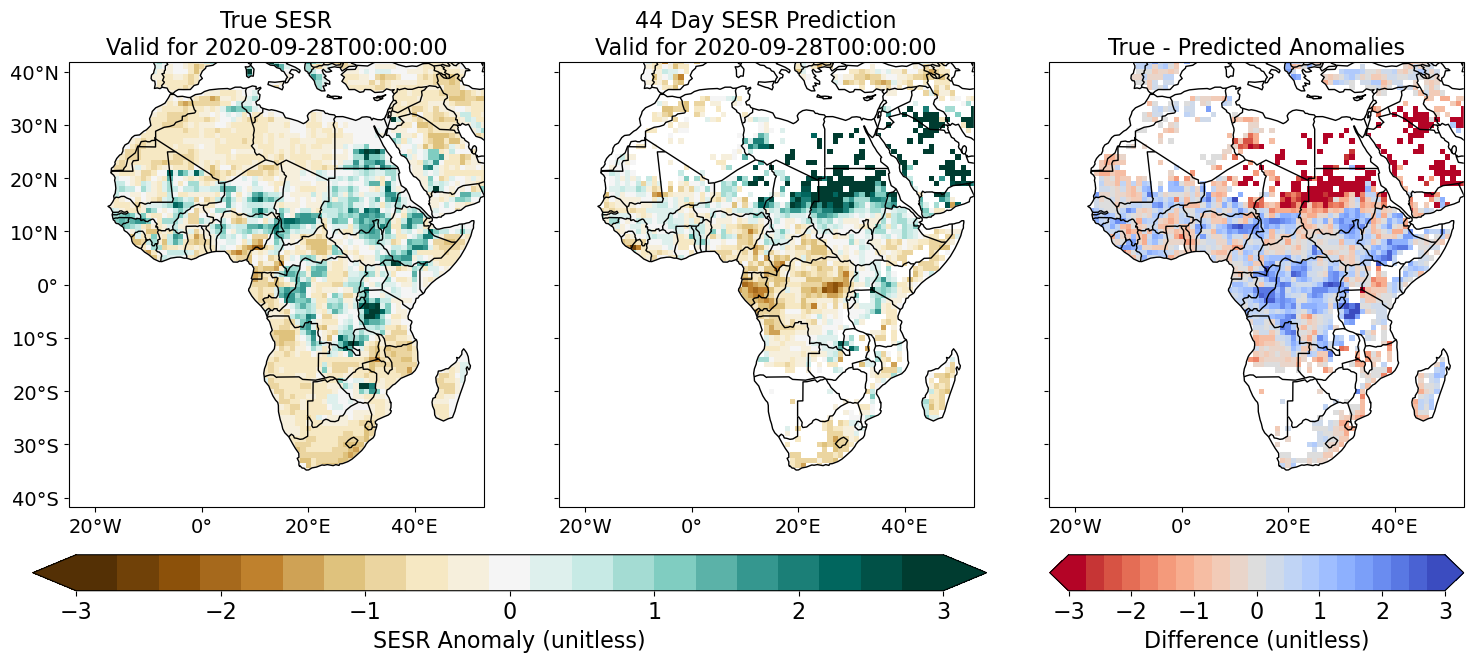 True SESR
Valid for 2020-09-28T00:00:00
44 Day SESR Prediction
Valid for 2020-09-28T00:00:00
True - Predicted Anomalies
40°N
30°N
20°N
10°N
0°
10°S
20°S
30°S
40°S
20°W 0° 20°E 40°E
20°W 0° 20°E 40°E
20°W 0° 20°E 40°E
−3 −2 −1 0 1 2 3
SESR Anomaly (unitless)
−3 −2 −1 0 1 2 3
Difference (unitless)